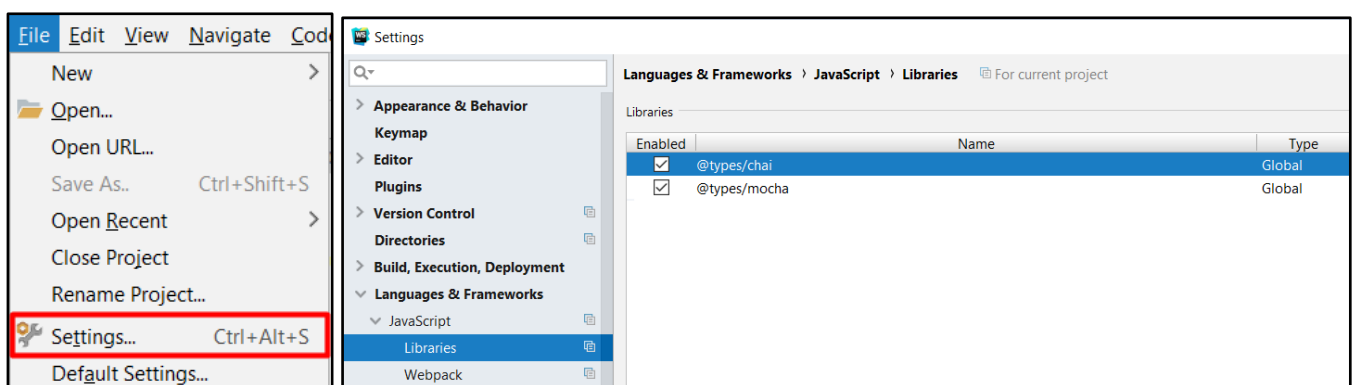 File Edit View Navigate
New
Open...
Open URL...
Save As.. Ctrl+Shift+S
Open Recent
Close Project
Rename Project...
Settings... Ctrl+Alt+S
Default Settings...
WS Settings
Appearance & Behavior
Keymap
Editor
Plugins
Version Control
Directories
Build, Execution, Deployment
Languages & Frameworks
JavaScript
Libraries
Webpack
Languages & Frameworks › JavaScript › Libraries For current project
Libraries
Enabled Name Type
@types/chai Global
@types/mocha Global